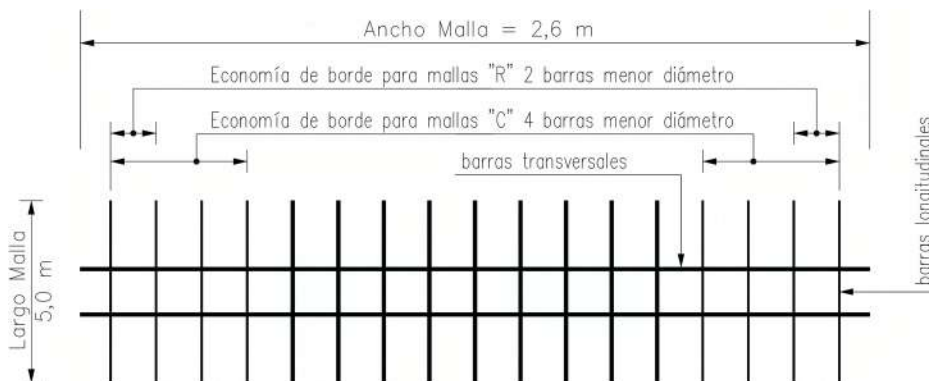 Ancho Malla = 2,6 m
Economía de borde para mallas "R" 2 barras menor diámetro
Economía de borde para mallas "C" 4 barras menor diámetro
barras transversales
barras longitudinales
Largo Malla
5,0 m